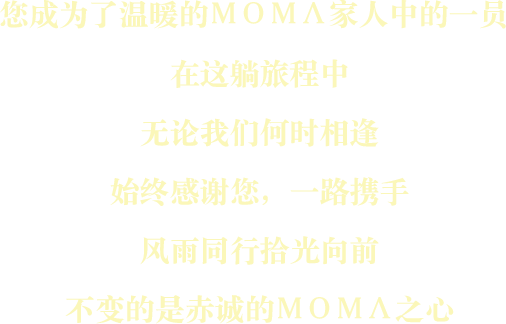 您成为了温暖的MOMΛ家人中的一员
在这趟旅程中
无论我们何时相逢
始终感谢您，一路携手
风雨同行拾光向前
不变的是赤诚的MOMΛ之心